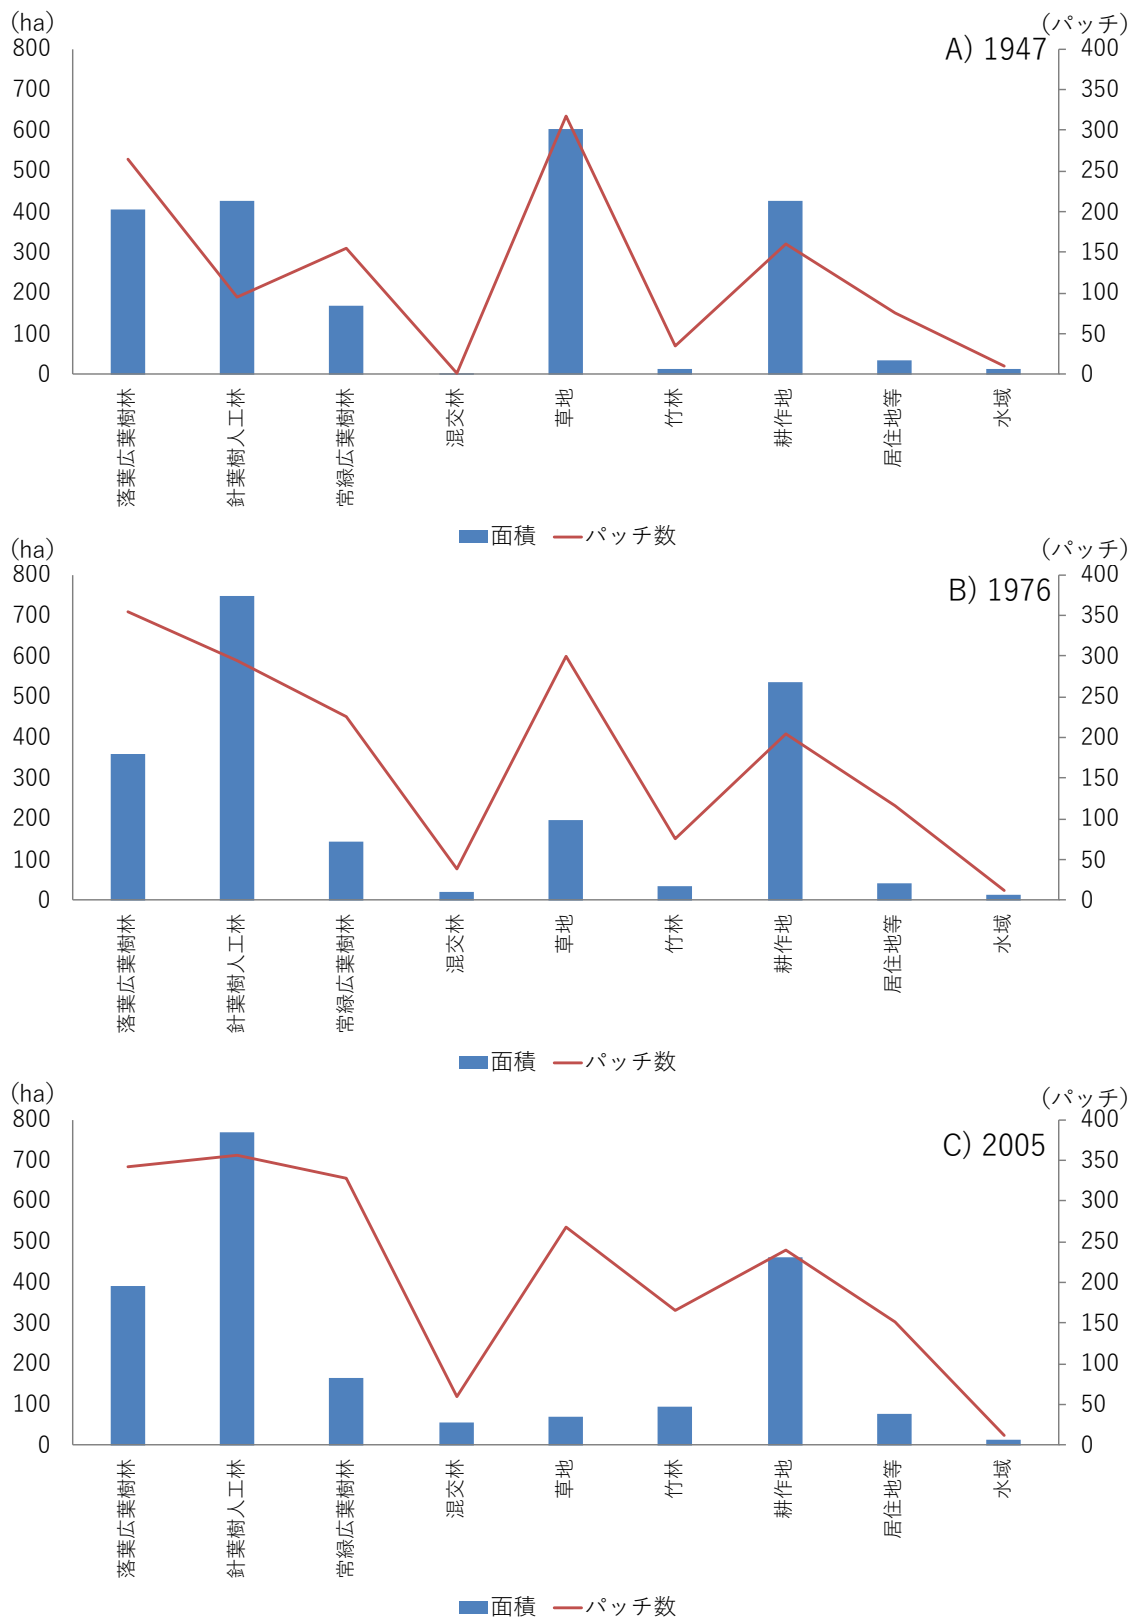 (ha)
(パッチ)
A) 1947
800
700
600
500
400
300
200
100
0
400
350
300
250
200
150
100
50
0
落葉広葉樹林
針葉樹人工林
常緑広葉樹林
混交林
草地
竹林
耕作地
居住地等
水域
面積 パッチ数
(ha)
(パッチ)
B) 1976
800
700
600
500
400
300
200
100
0
400
350
300
250
200
150
100
50
0
落葉広葉樹林
針葉樹人工林
常緑広葉樹林
混交林
草地
竹林
耕作地
居住地等
水域
面積 パッチ数
(ha)
(パッチ)
C) 2005
800
700
600
500
400
300
200
100
0
400
350
300
250
200
150
100
50
0
落葉広葉樹林
針葉樹人工林
常緑広葉樹林
混交林
草地
竹林
耕作地
居住地等
水域
面積 パッチ数